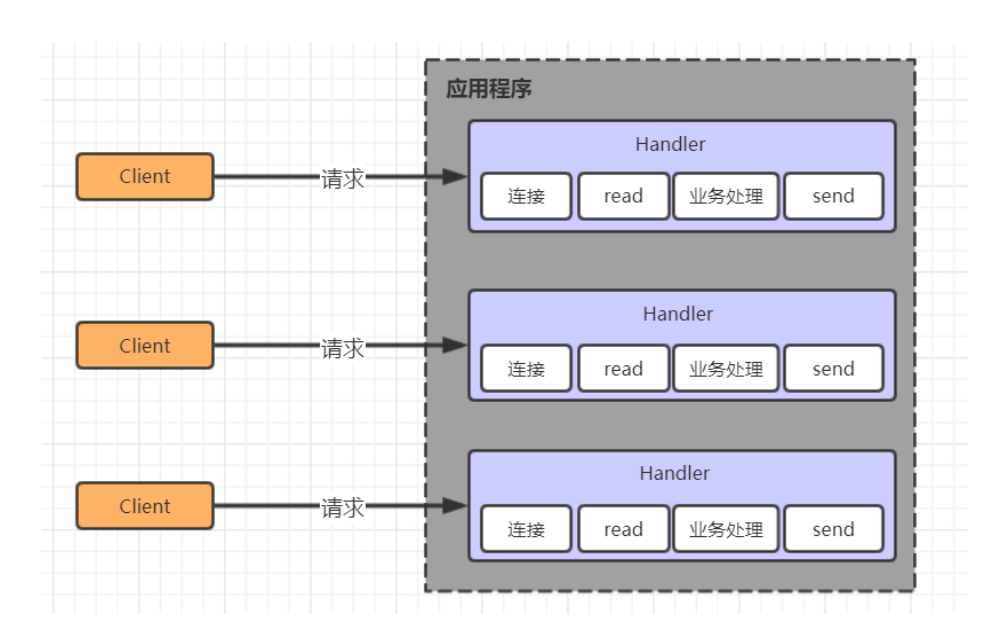 应用程序
Handler
Client 请求 连接 read 业务处理 send
Handler
Client 请求 连接 read 业务处理 send
Handler
Client 请求 连接 read 业务处理 send